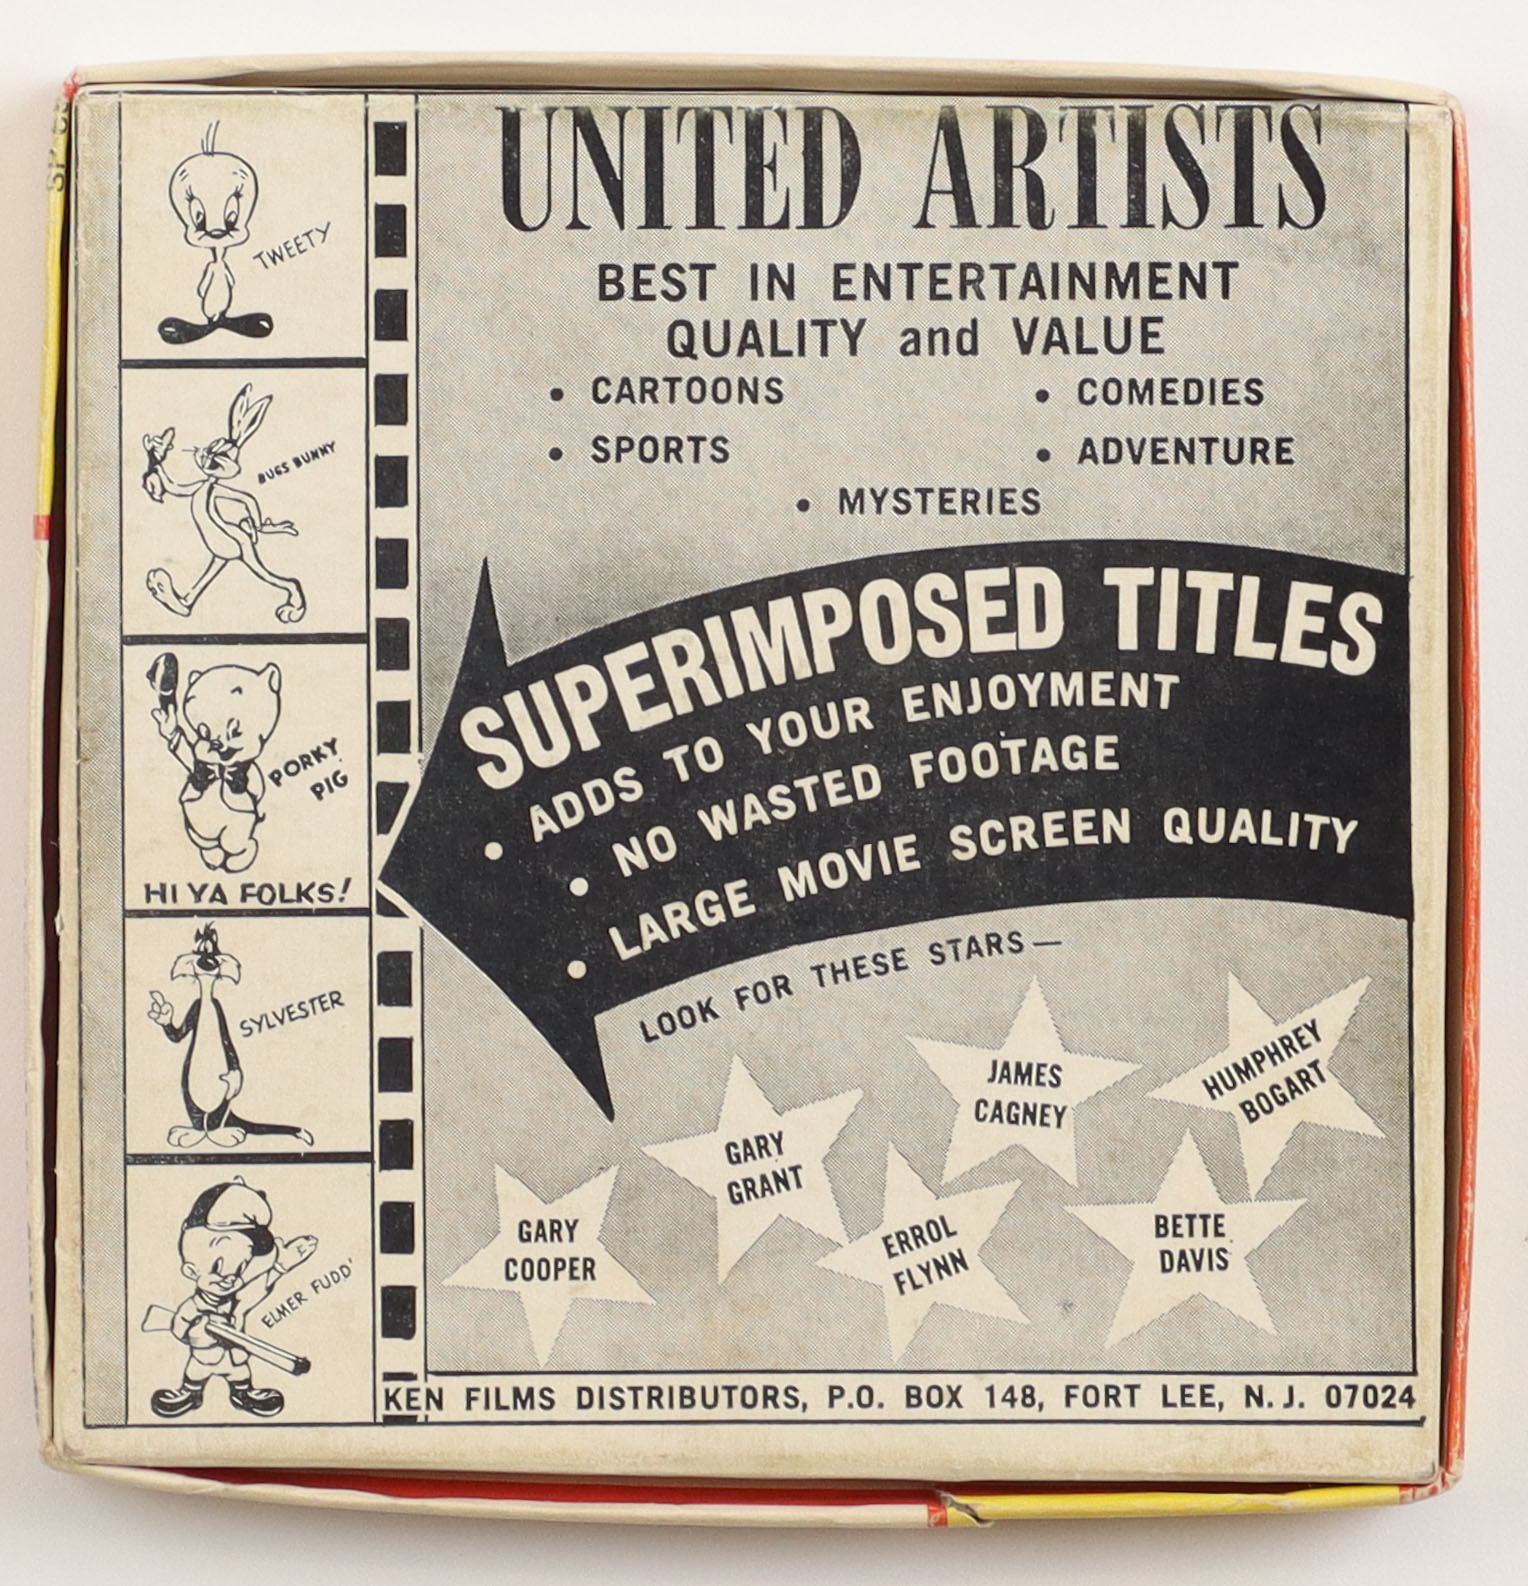 TWEETY
BUGS BUNNY
PORKY
PIG
HI YA FOLKS!
SYLVESTER
ELMER FUDD
UNITED ARTISTS
BEST IN ENTERTAINMENT
QUALITY and VALUE
• CARTOONS
• COMEDIES
• SPORTS
• ADVENTURE
• MYSTERIES
SUPERIMPOSED TITLES
• ADDS TO YOUR ENJOYMENT
• NO WASTED FOOTAGE
• LARGE MOVIE SCREEN QUALITY
LOOK FOR THESE STARS—
GARY
COOPER
GARY
GRANT
JAMES
CAGNEY
HUMPHREY
BOGART
ERROL
FLYNN
BETTE
DAVIS
KEN FILMS DISTRIBUTORS, P.O. BOX 148, FORT LEE, N.J. 07024